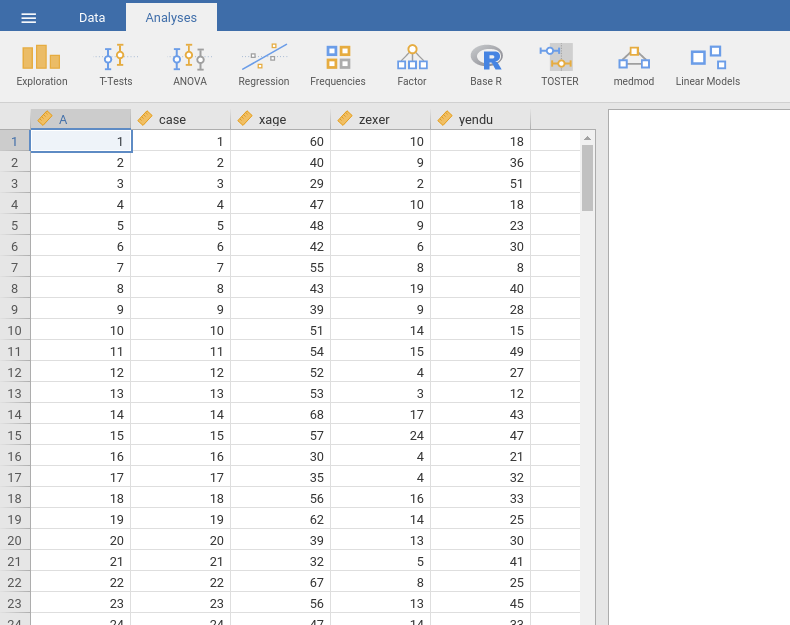 Data Analyses
Exploration T-Tests ANOVA Regression Frequencies Factor Base R TOSTER medmod Linear Models
A case xage zexer yendu
1 1 1 60 10 18
2 2 2 40 9 36
3 3 3 29 2 51
4 4 4 47 10 18
5 5 5 48 9 23
6 6 6 42 6 30
7 7 7 55 8 8
8 8 8 43 19 40
9 9 9 39 9 28
10 10 10 51 14 15
11 11 11 54 15 49
12 12 12 52 4 27
13 13 13 53 3 12
14 14 14 68 17 43
15 15 15 57 24 47
16 16 16 30 4 21
17 17 17 35 4 32
18 18 18 56 16 33
19 19 19 62 14 25
20 20 20 39 13 30
21 21 21 32 5 41
22 22 22 67 8 25
23 23 23 56 13 45
24 24 24 47 14 33